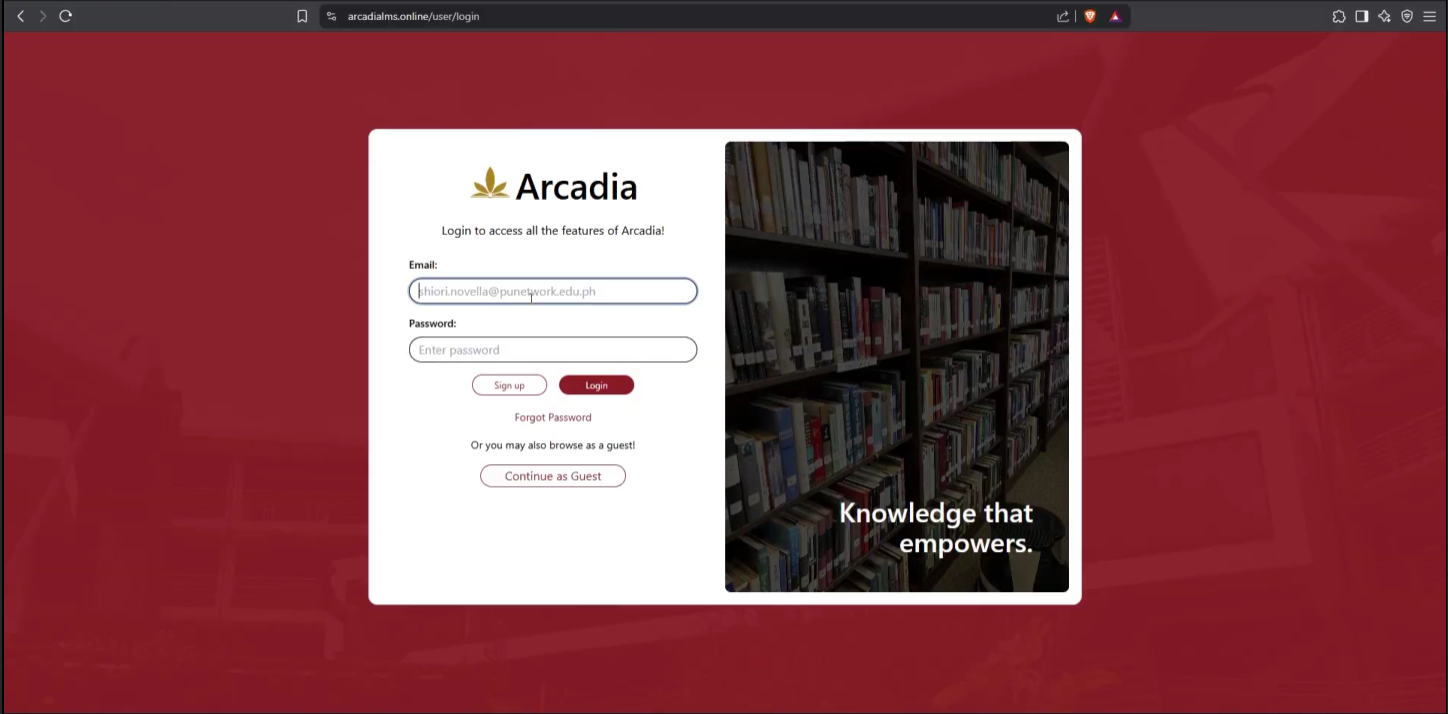 arcadialms.online/user/login
Arcadia
Login to access all the features of Arcadia!
Email:
shiori.novella@punetwork.edu.ph
Password:
Enter password
Sign up
Login
Forgot Password
Or you may also browse as a guest!
Continue as Guest
Knowledge that
empowers.